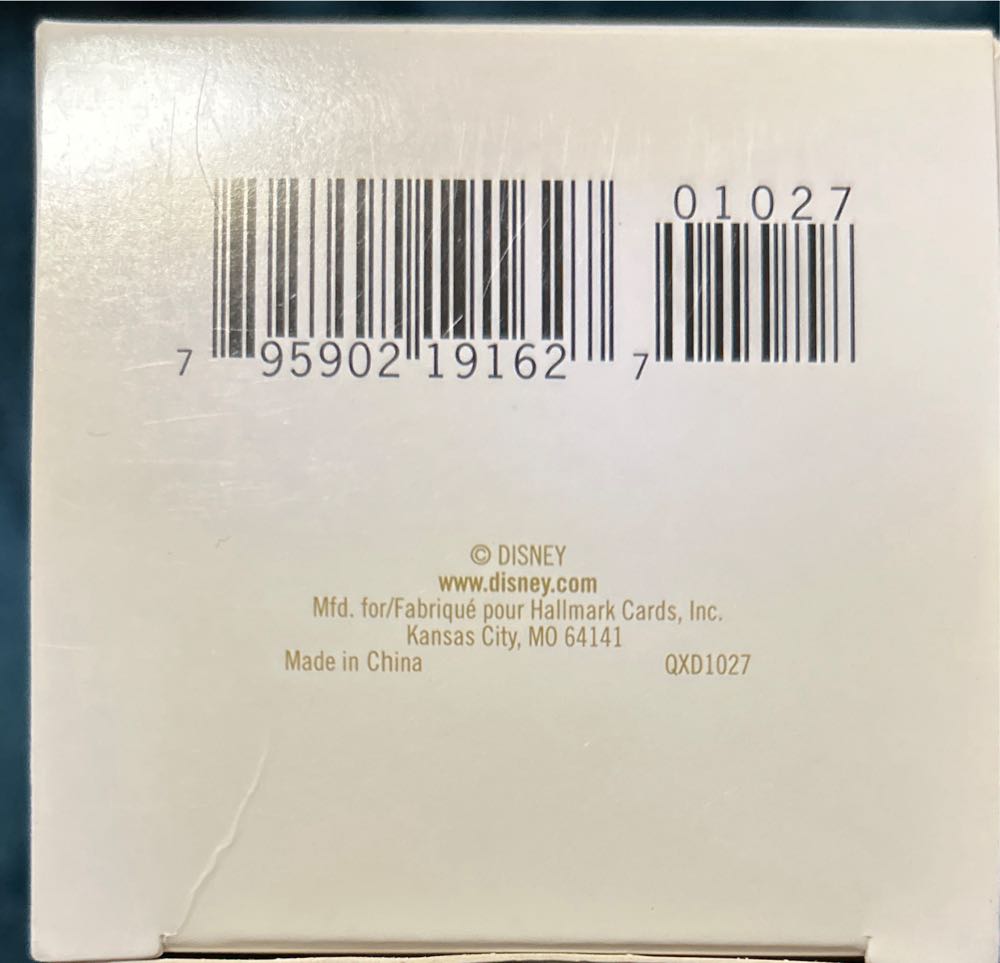 01027
7 95902 19162 7
© DISNEY
www.disney.com
Mfd. for/Fabriqué pour Hallmark Cards, Inc.
Kansas City, MO 64141
Made in China QXD1027